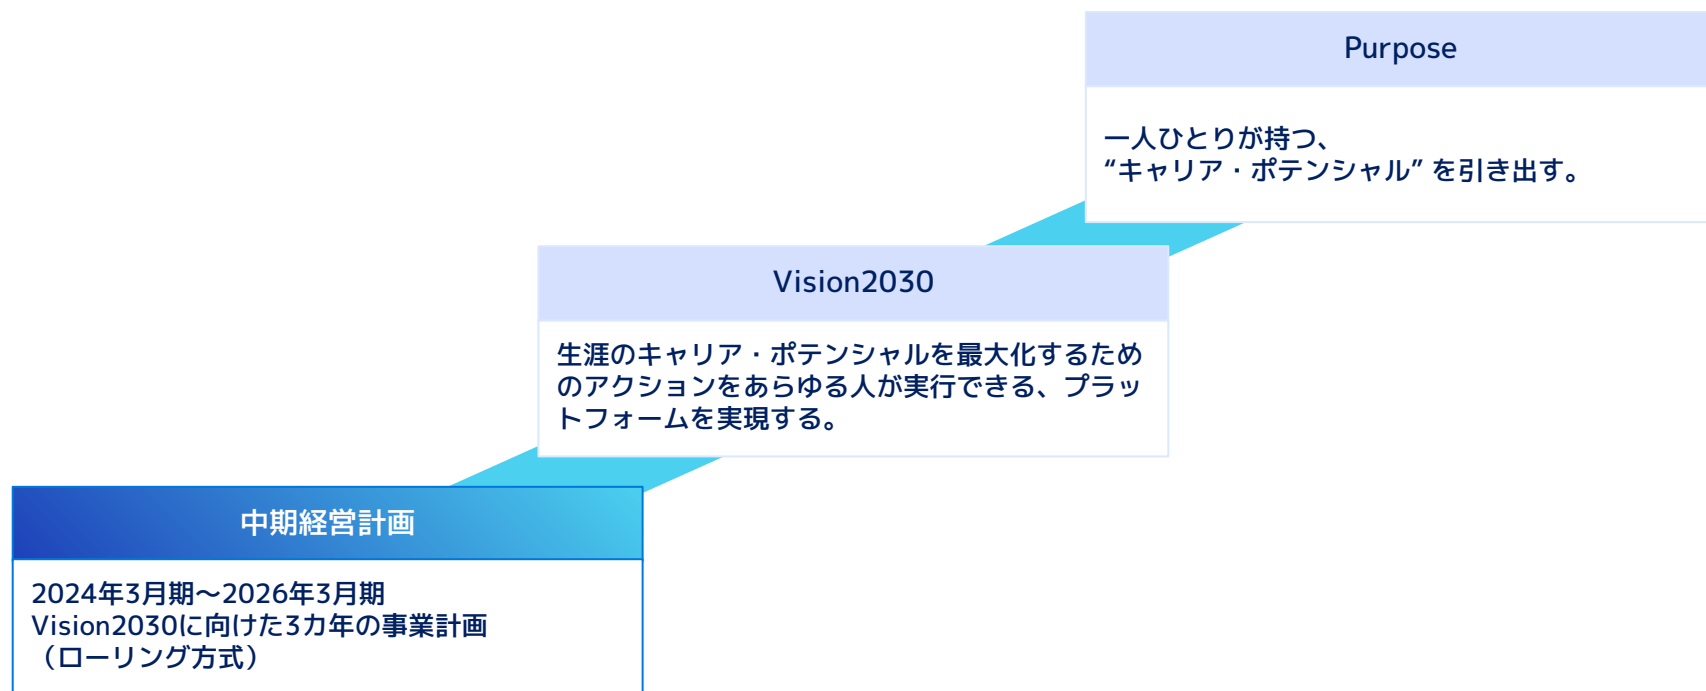 Purpose
一人ひとりが持つ、
“キャリア・ポテンシャル” を引き出す。
Vision2030
生涯のキャリア・ポテンシャルを最大化するため
のアクションをあらゆる人が実行できる、プラッ
トフォームを実現する。
中期経営計画
2024年3月期〜2026年3月期
Vision2030に向けた3カ年の事業計画
（ローリング方式）